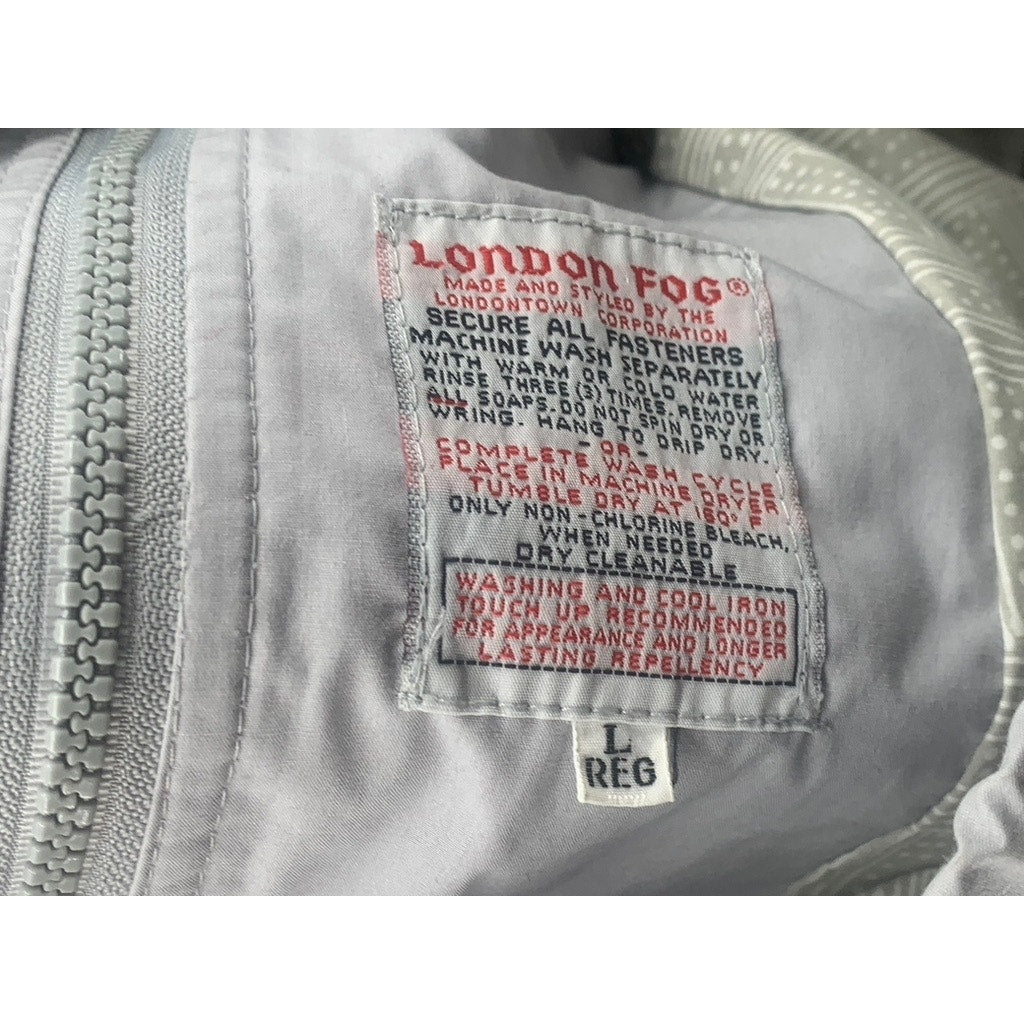 LONDON FOG®
MADE AND STYLED BY THE
LONDONTOWN CORPORATION
SECURE ALL FASTENERS
MACHINE WASH SEPARATELY
WITH WARM OR COLD WATER
RINSE THREE (3) TIMES. REMOVE
ALL SOAPS. DO NOT SPIN DRY OR
WRING. HANG TO DRIP DRY.
- OR -
COMPLETE WASH CYCLE
PLACE IN MACHINE DRYER
TUMBLE DRY AT 160° F
ONLY NON-CHLORINE BLEACH,
WHEN NEEDED
DRY CLEANABLE
WASHING AND COOL IRON
TOUCH UP RECOMMENDED
FOR APPEARANCE AND LONGER
LASTING REPELLENCY
L
REG